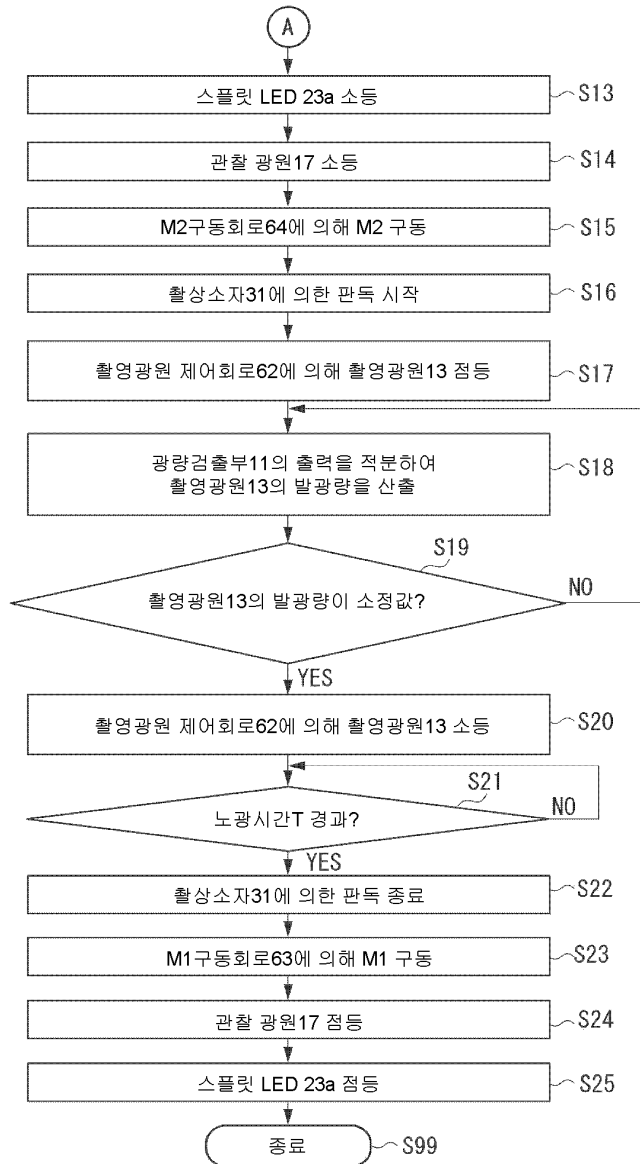 A
스플릿 LED 23a 소등
S13
관찰 광원17 소등
S14
M2구동회로64에 의해 M2 구동
S15
촬상소자31에 의한 판독 시작
S16
촬영광원 제어회로62에 의해 촬영광원13 점등
S17
광량검출부11의 출력을 적분하여
촬영광원13의 발광량을 산출
S18
S19
촬영광원13의 발광량이 소정값?
NO
YES
촬영광원 제어회로62에 의해 촬영광원13 소등
S20
S21
노광시간T 경과?
NO
YES
촬상소자31에 의한 판독 종료
S22
M1구동회로63에 의해 M1 구동
S23
관찰 광원17 점등
S24
스플릿 LED 23a 점등
S25
종료
S99